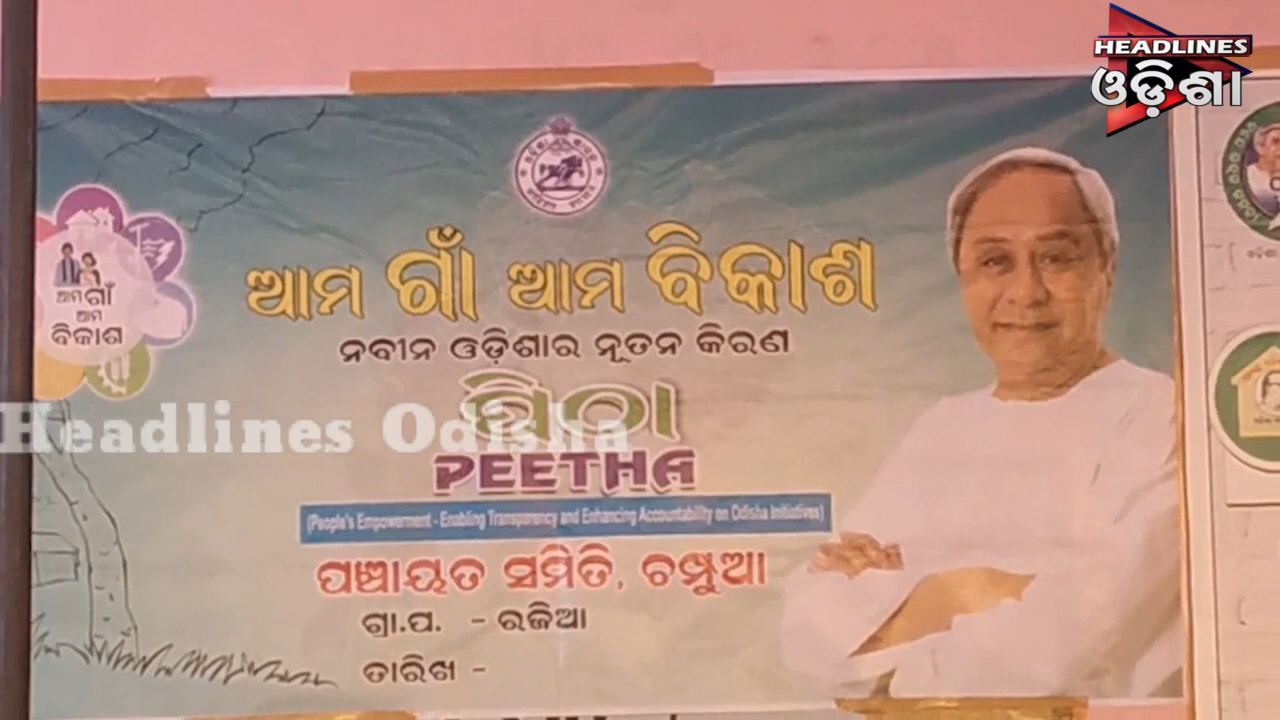 HEADLINES
ଓଡ଼ିଶା
ଆମ ଗାଁ ଆମ ବିକାଶ
ନବୀନ ଓଡ଼ିଶାର ନୂତନ କିରଣ
ଆମ ଗାଁ
ଆମ
ବିକାଶ
ପିଠା
Headlines Odisha
PEETHA
(People's Empowerment - Enabling Transparency and Enhancing Accountability on Odisha Initiatives)
ପଞ୍ଚାୟତ ସମିତି, ଚମ୍ପୁଆ
ଗ୍ରା.ପ. - ରଜିଆ
ତାରିଖ -